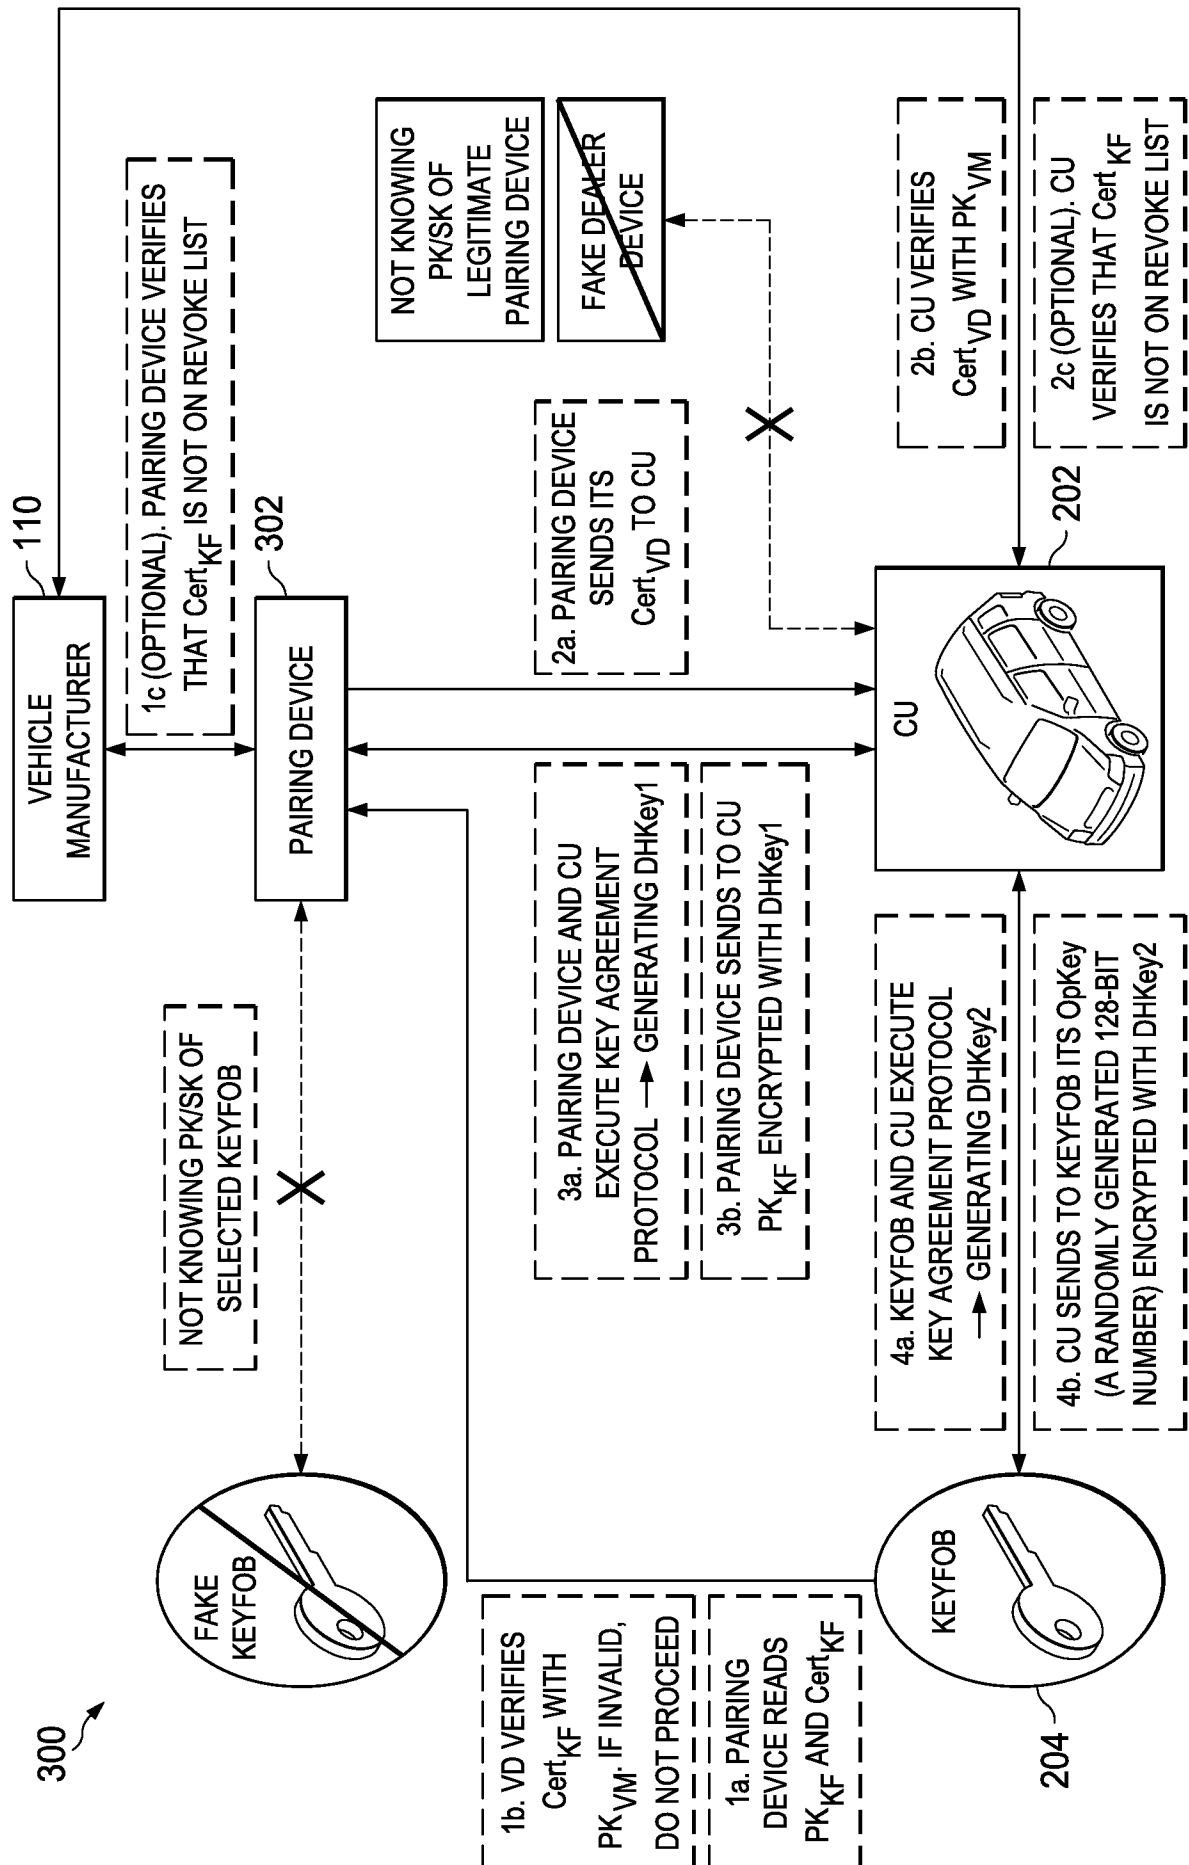 300
VEHICLE
MANUFACTURER
110
1c (OPTIONAL). PAIRING DEVICE VERIFIES
THAT CertKF IS NOT ON REVOKE LIST
FAKE
KEYFOB
NOT KNOWING PK/SK OF
SELECTED KEYFOB
PAIRING DEVICE
302
NOT KNOWING
PK/SK OF
LEGITIMATE
PAIRING DEVICE
FAKE DEALER
DEVICE
1b. VD VERIFIES
CertKF WITH
PKVM. IF INVALID,
DO NOT PROCEED
1a. PAIRING
DEVICE READS
PKKF AND CertKF
3a. PAIRING DEVICE AND CU
EXECUTE KEY AGREEMENT
PROTOCOL → GENERATING DHKey1
3b. PAIRING DEVICE SENDS TO CU
PKKF ENCRYPTED WITH DHKey1
2a. PAIRING DEVICE
SENDS ITS
CertVD TO CU
KEYFOB
204
4a. KEYFOB AND CU EXECUTE
KEY AGREEMENT PROTOCOL
→ GENERATING DHKey2
4b. CU SENDS TO KEYFOB ITS OpKey
(A RANDOMLY GENERATED 128-BIT
NUMBER) ENCRYPTED WITH DHKey2
CU
202
2b. CU VERIFIES
CertVD WITH PKVM
2c (OPTIONAL). CU
VERIFIES THAT CertKF
IS NOT ON REVOKE LIST